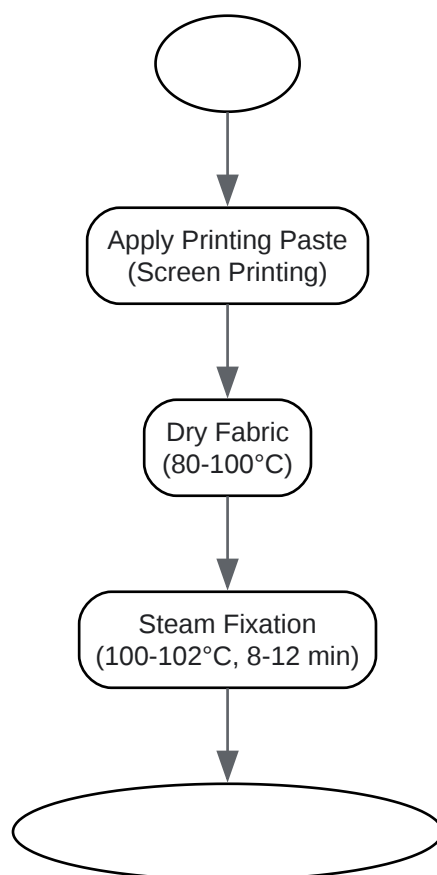 Apply Printing Paste
(Screen Printing)
Dry Fabric
(80-100°C)
Steam Fixation
(100-102°C, 8-12 min)